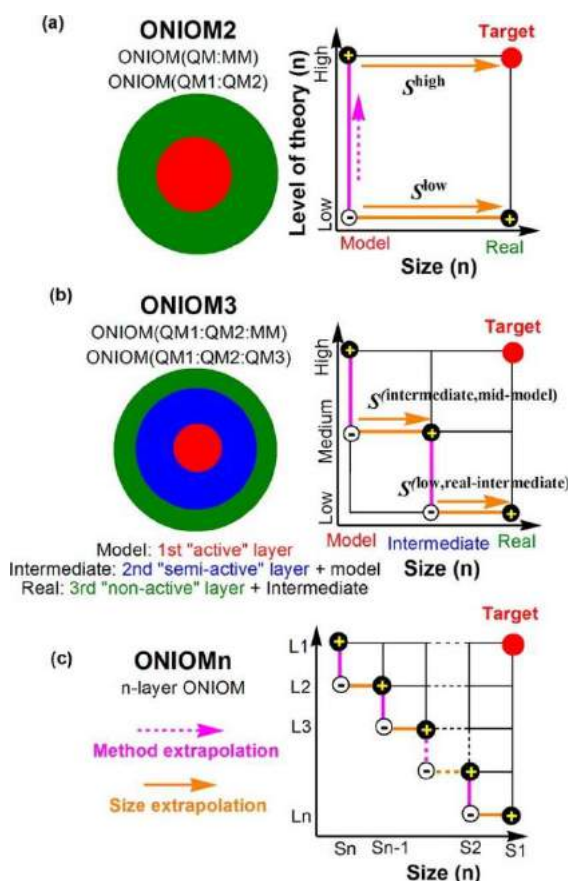 (a)
ONIOM2
ONIOM(QM:MM)
ONIOM(QM1:QM2)
Level of theory (n)
High
Low
Target
S^high
S^low
+
-
+
Model
Real
Size (n)
(b)
ONIOM3
ONIOM(QM1:QM2:MM)
ONIOM(QM1:QM2:QM3)
High
Medium
Low
Target
S^(intermediate,mid-model)
S^(low,real-intermediate)
+
-
+
-
+
Model
Intermediate
Real
Size (n)
Model: 1st "active" layer
Intermediate: 2nd "semi-active" layer + model
Real: 3rd "non-active" layer + Intermediate
(c)
ONIOMn
n-layer ONIOM
Method extrapolation
Size extrapolation
Target
L1
L2
L3
Ln
+
-
+
-
+
-
+
-
+
Sn
Sn-1
S2
S1
Size (n)